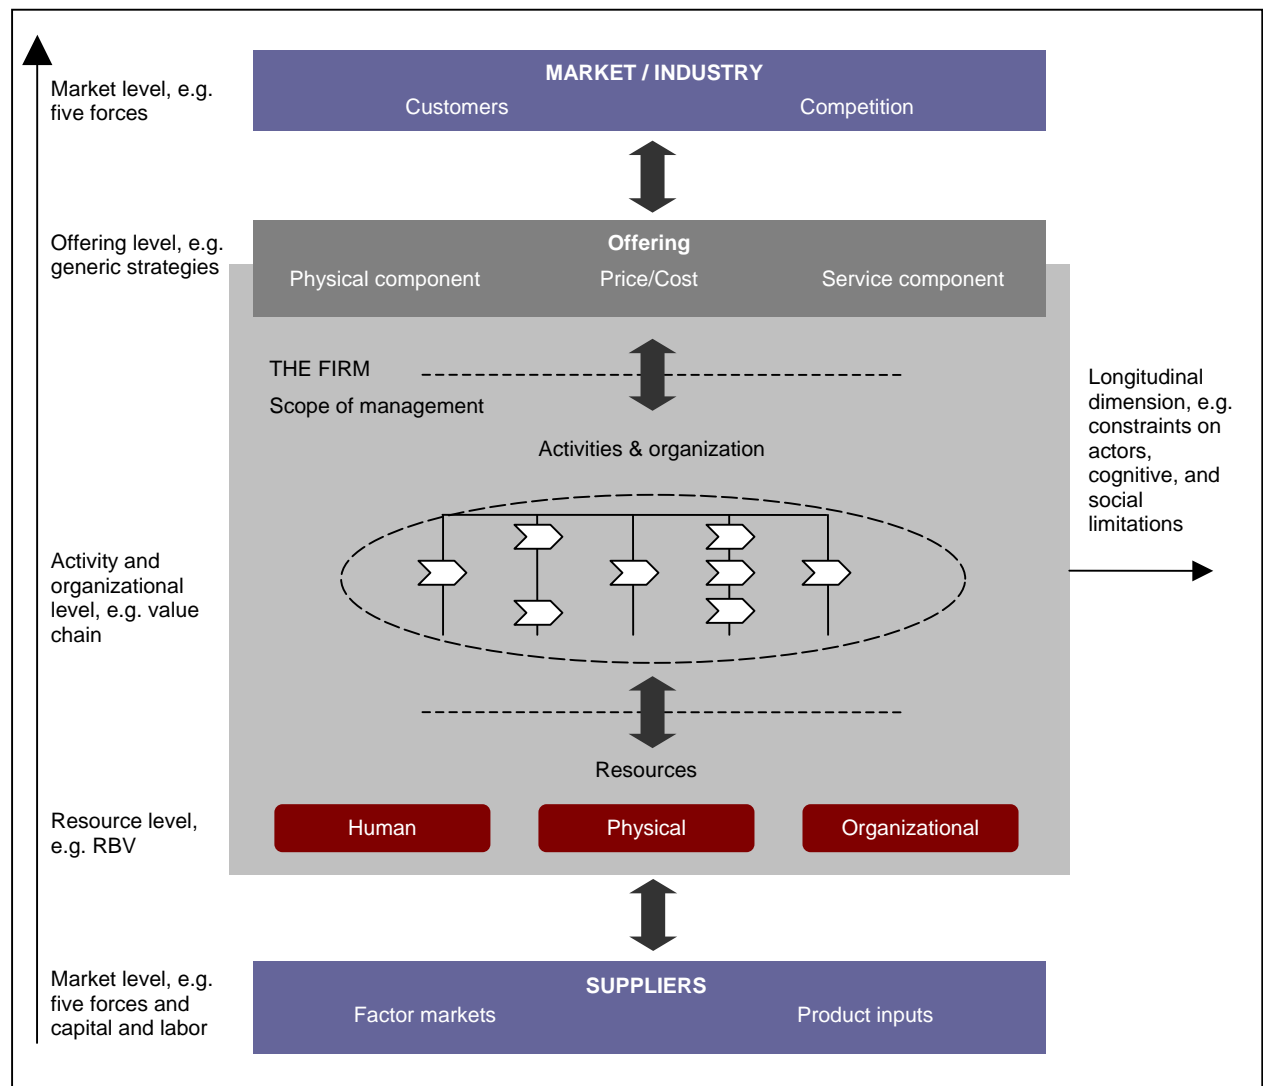 Market level, e.g.
five forces
MARKET / INDUSTRY
Customers
Competition
Offering level, e.g.
generic strategies
Offering
Physical component
Price/Cost
Service component
THE FIRM
Scope of management
Activities & organization
Longitudinal
dimension, e.g.
constraints on
actors,
cognitive, and
social
limitations
Activity and
organizational
level, e.g. value
chain
Resources
Resource level,
e.g. RBV
Human
Physical
Organizational
Market level, e.g.
five forces and
capital and labor
SUPPLIERS
Factor markets
Product inputs